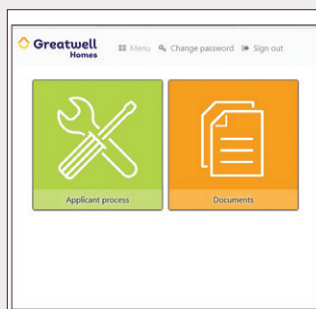 Greatwell
Homes
Menu
Change password
Sign out
Applicant process
Documents